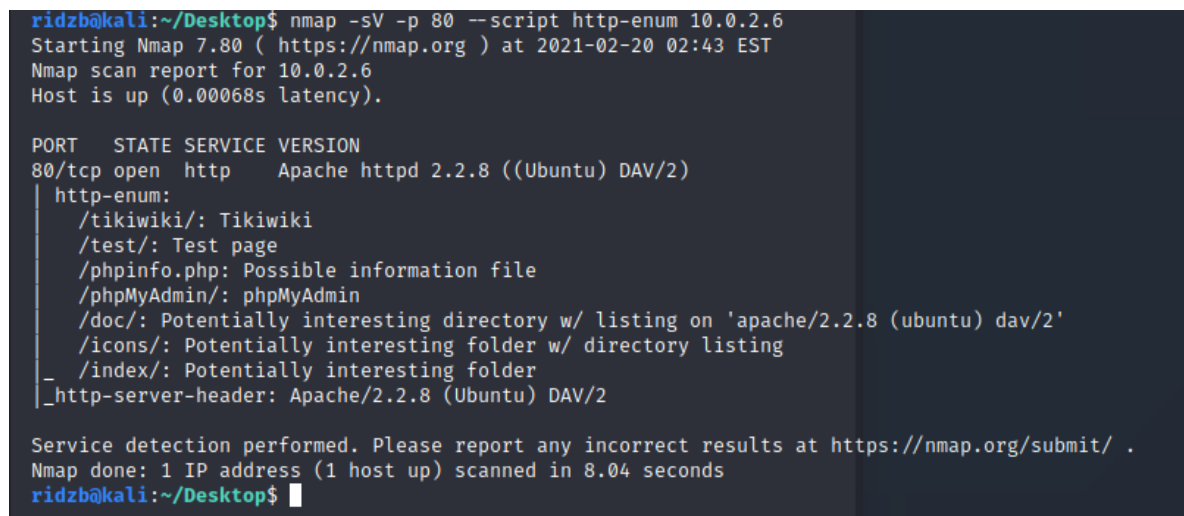 ridzb@kali:~/Desktop$ nmap -sV -p 80 --script http-enum 10.0.2.6
Starting Nmap 7.80 ( https://nmap.org ) at 2021-02-20 02:43 EST
Nmap scan report for 10.0.2.6
Host is up (0.00068s latency).

PORT   STATE SERVICE VERSION
80/tcp open  http    Apache httpd 2.2.8 ((Ubuntu) DAV/2)
| http-enum:
|   /tikiwiki/: Tikiwiki
|   /test/: Test page
|   /phpinfo.php: Possible information file
|   /phpMyAdmin/: phpMyAdmin
|   /doc/: Potentially interesting directory w/ listing on 'apache/2.2.8 (ubuntu) dav/2'
|   /icons/: Potentially interesting folder w/ directory listing
|_  /index/: Potentially interesting folder
|_http-server-header: Apache/2.2.8 (Ubuntu) DAV/2

Service detection performed. Please report any incorrect results at https://nmap.org/submit/ .
Nmap done: 1 IP address (1 host up) scanned in 8.04 seconds
ridzb@kali:~/Desktop$